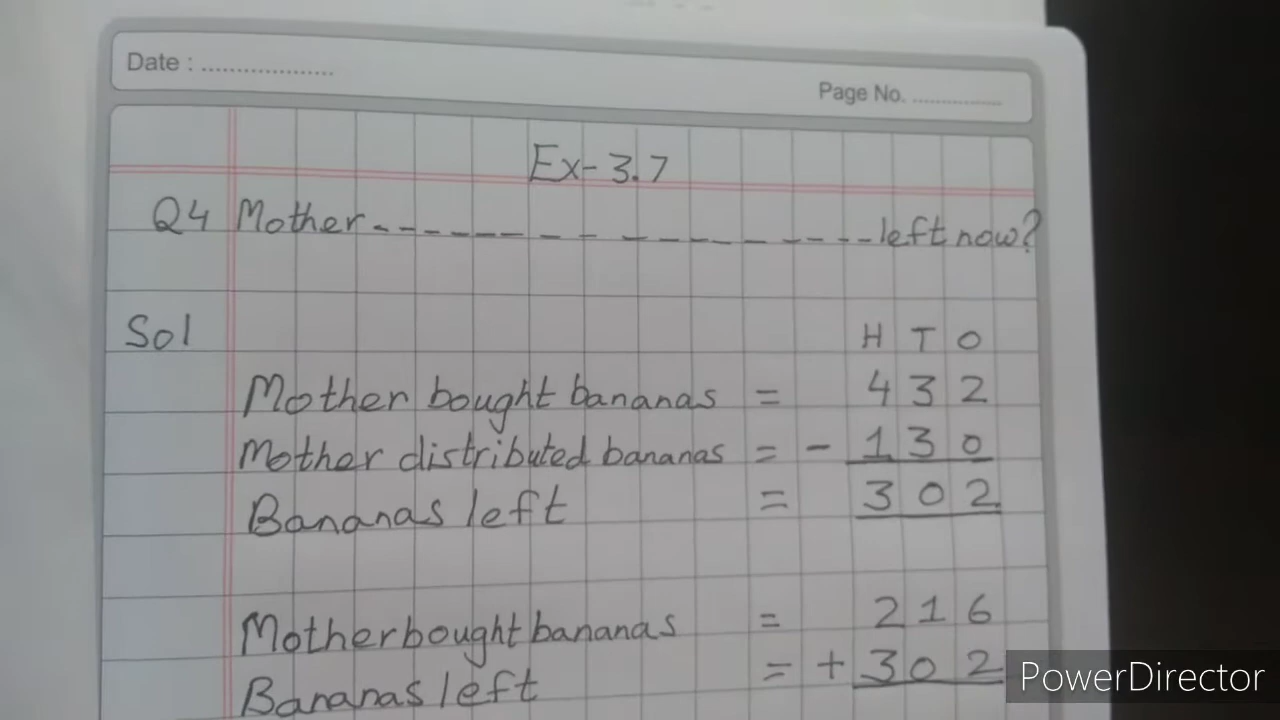 Date : ....................
Page No. ................
Ex-3.7
Q4 Mother---------------left now?
Sol H T O
Mother bought bananas = 4 3 2
Mother distributed bananas = - 1 3 0
Bananas left = 3 0 2
Mother bought bananas = 2 1 6
Bananas left = + 3 0 2
PowerDirector